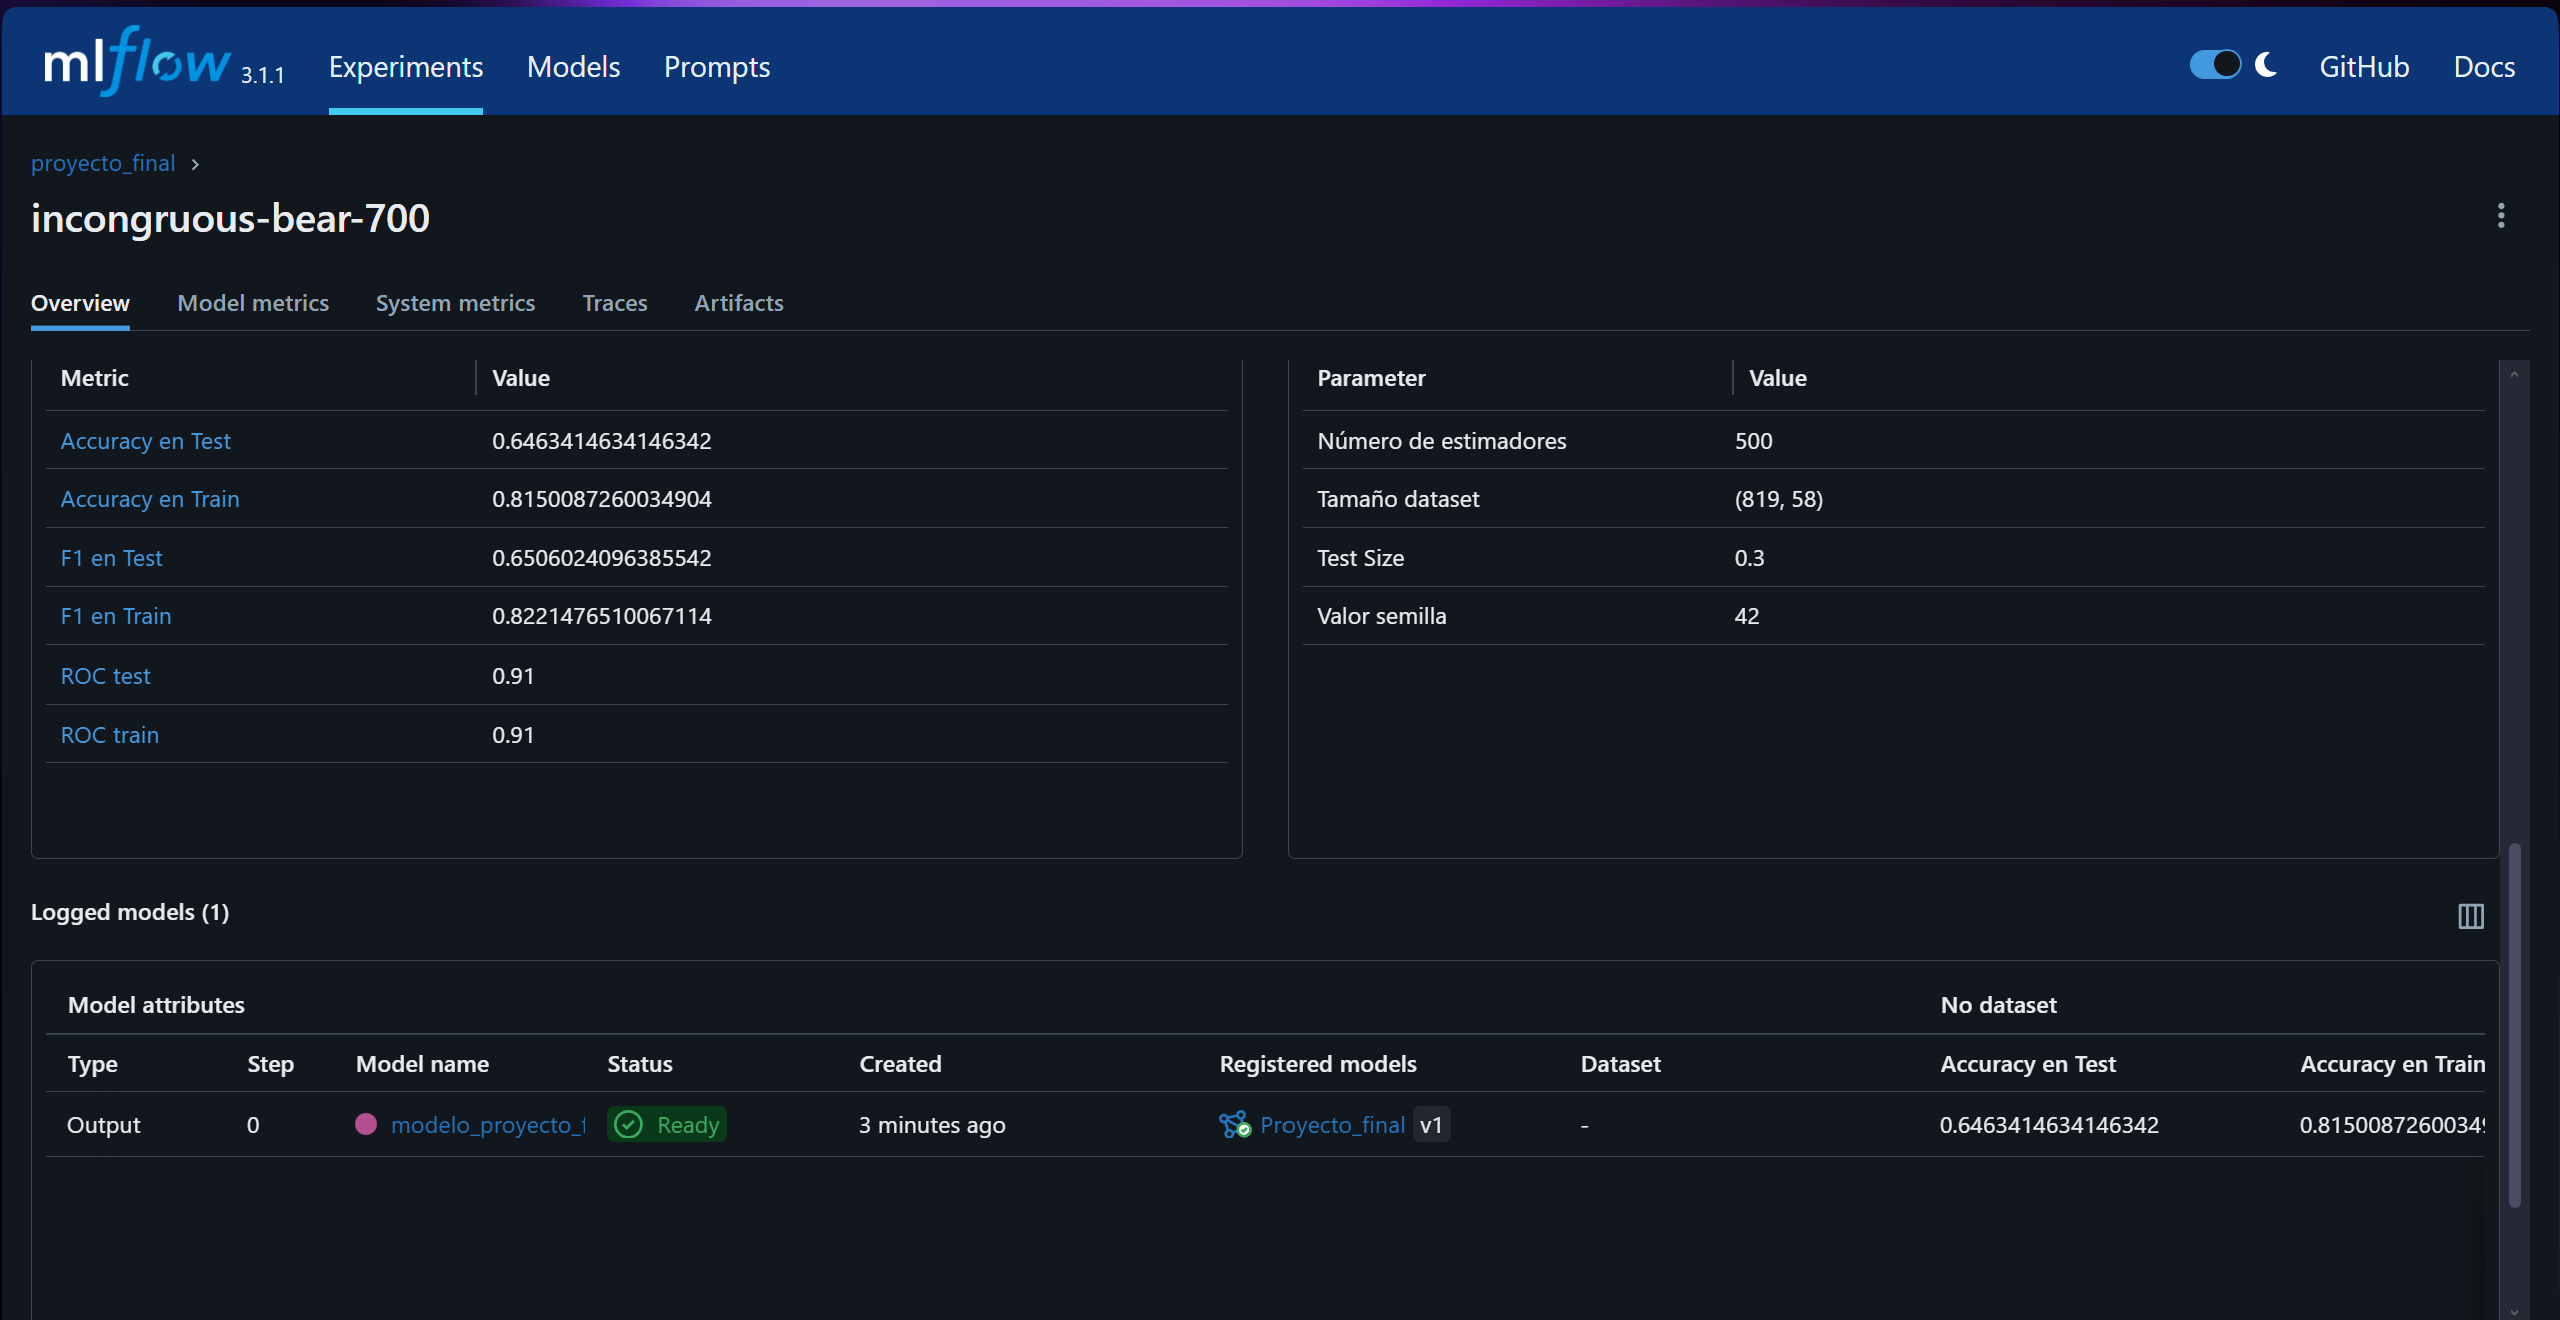 mlflow 3.1.1 Experiments Models Prompts GitHub Docs
proyecto_final
incongruous-bear-700
Overview Model metrics System metrics Traces Artifacts
Metric Value
Accuracy en Test 0.6463414634146342
Accuracy en Train 0.8150087260034904
F1 en Test 0.6506024096385542
F1 en Train 0.8221476510067114
ROC test 0.91
ROC train 0.91
Parameter Value
Número de estimadores 500
Tamaño dataset (819, 58)
Test Size 0.3
Valor semilla 42
Logged models (1)
Model attributes No dataset
Type Step Model name Status Created Registered models Dataset Accuracy en Test Accuracy en Train
Output 0 modelo_proyecto_f Ready 3 minutes ago Proyecto_final v1 - 0.6463414634146342 0.81500872600349